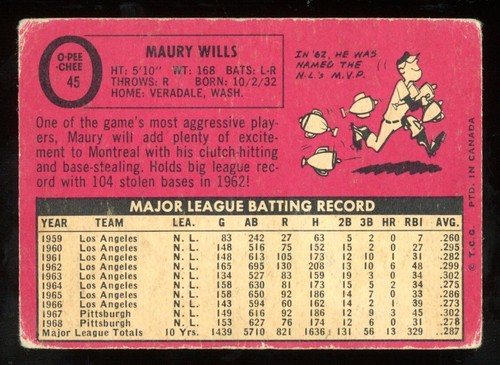 O-PEE
-CHEE
45
MAURY WILLS
HT: 5'10" WT: 168 BATS: L-R
THROWS: R BORN: 10/2/32
HOME: VERADALE, WASH.
IN '62, HE WAS
NAMED THE
N-L'S M.V.P.
One of the game's most aggressive play-
ers, Maury will add plenty of excite-
ment to Montreal with his clutch-hitting
and base-stealing. Holds big league rec-
ord with 104 stolen bases in 1962!
© T.C.G. PTD. IN CANADA
MAJOR LEAGUE BATTING RECORD
YEAR TEAM LEA. G AB R H 2B 3B HR RBI AVG.
1959 Los Angeles N. L. 83 242 27 63 5 2 0 7 .260
1960 Los Angeles N. L. 148 516 75 152 15 2 0 27 .295
1961 Los Angeles N. L. 148 613 105 173 12 10 1 31 .282
1962 Los Angeles N. L. 165 695 130 208 13 10 6 48 .299
1963 Los Angeles N. L. 134 527 83 159 19 3 0 34 .302
1964 Los Angeles N. L. 158 630 81 173 15 5 2 34 .275
1965 Los Angeles N. L. 158 650 92 186 14 7 0 33 .286
1966 Los Angeles N. L. 143 594 60 162 14 2 1 39 .273
1967 Pittsburgh N. L. 149 616 92 186 12 9 3 45 .302
1968 Pittsburgh N. L. 153 627 76 174 12 6 0 31 .278
Major League Totals 10 Yrs. 1439 5710 821 1636 131 56 13 329 .287